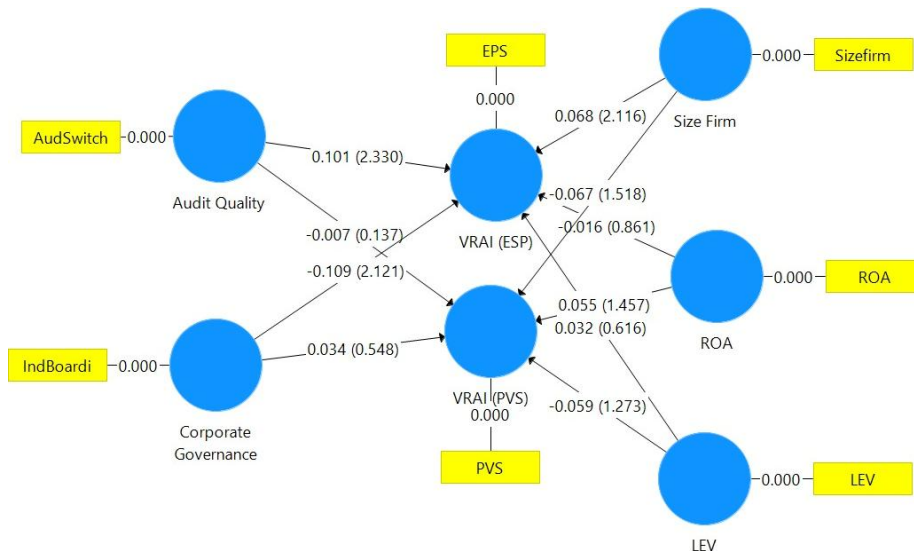 EPS
0.000
Sizefirm
0.000
Size Firm
0.068 (2.116)
AudSwitch
0.000
Audit Quality
0.101 (2.330)
VRAI (ESP)
-0.067 (1.518)
-0.016 (0.861)
-0.007 (0.137)
-0.109 (2.121)
0.000
ROA
ROA
0.055 (1.457)
0.032 (0.616)
0.034 (0.548)
IndBoardi
0.000
Corporate
Governance
VRAI (PVS)
0.000
-0.059 (1.273)
PVS
0.000
LEV
LEV